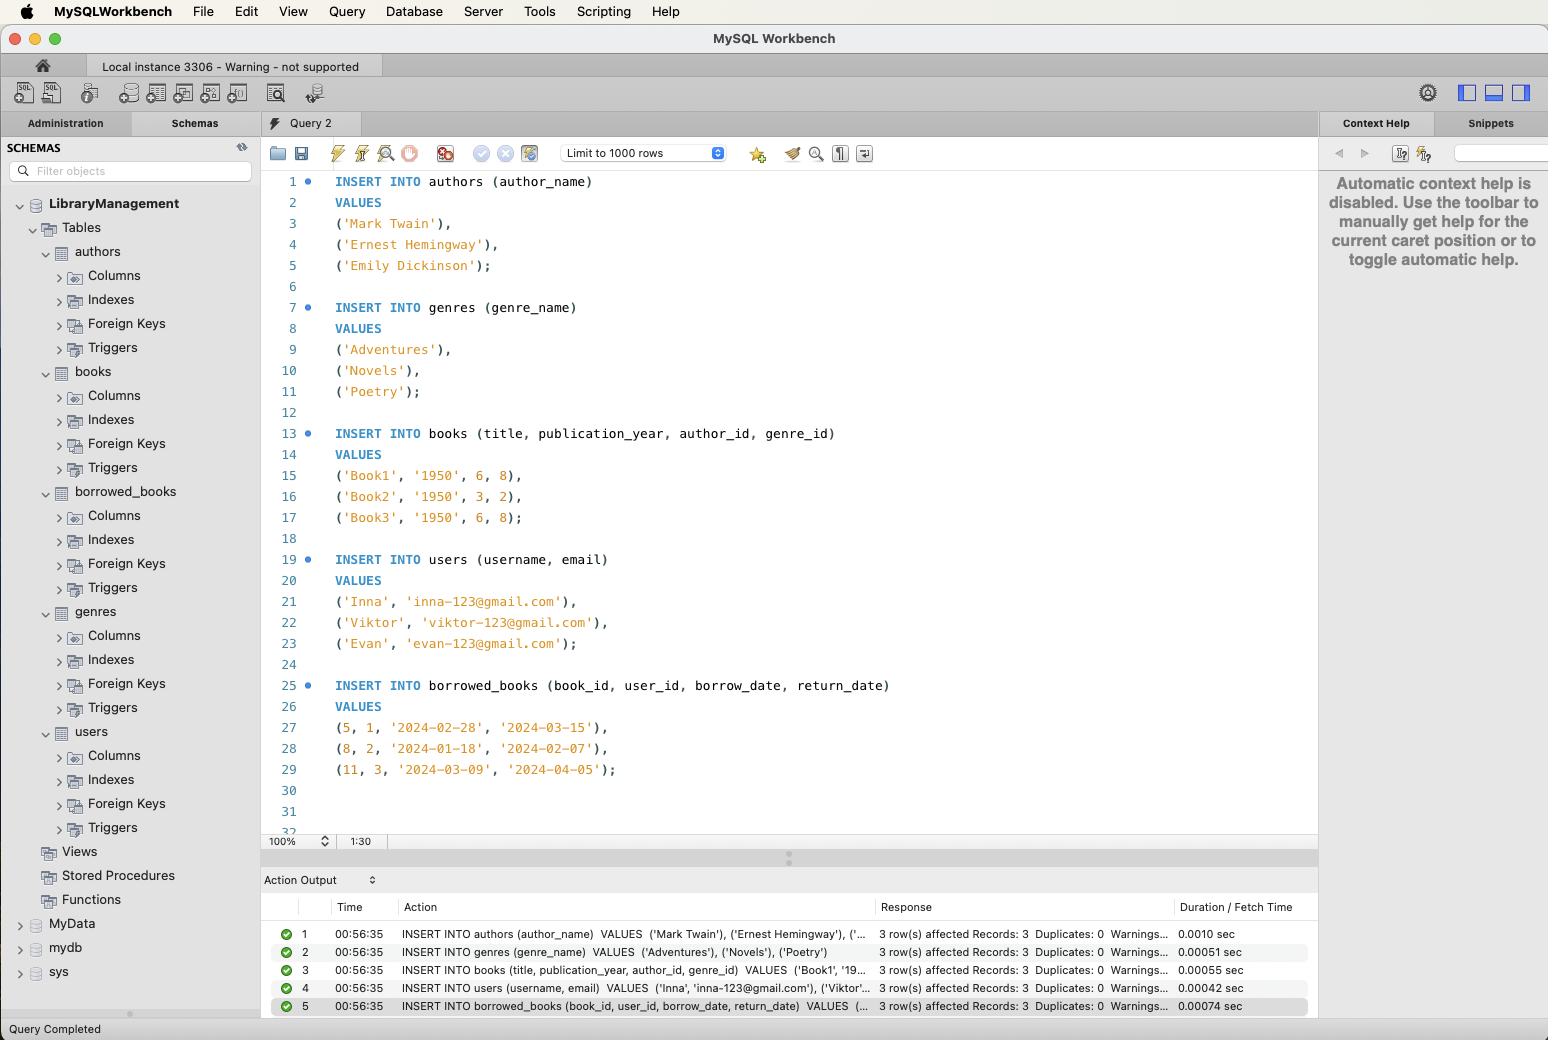 MySQLWorkbench File Edit View Query Database Server Tools Scripting Help
MySQL Workbench
Local instance 3306 - Warning - not supported
Administration Schemas Query 2 Context Help Snippets
SCHEMAS
Filter objects
Limit to 1000 rows
LibraryManagement
Tables
authors
Columns
Indexes
Foreign Keys
Triggers
books
Columns
Indexes
Foreign Keys
Triggers
borrowed_books
Columns
Indexes
Foreign Keys
Triggers
genres
Columns
Indexes
Foreign Keys
Triggers
users
Columns
Indexes
Foreign Keys
Triggers
Views
Stored Procedures
Functions
MyData
mydb
sys
1 INSERT INTO authors (author_name)
2 VALUES
3 ('Mark Twain'),
4 ('Ernest Hemingway'),
5 ('Emily Dickinson');
6
7 INSERT INTO genres (genre_name)
8 VALUES
9 ('Adventures'),
10 ('Novels'),
11 ('Poetry');
12
13 INSERT INTO books (title, publication_year, author_id, genre_id)
14 VALUES
15 ('Book1', '1950', 6, 8),
16 ('Book2', '1950', 3, 2),
17 ('Book3', '1950', 6, 8);
18
19 INSERT INTO users (username, email)
20 VALUES
21 ('Inna', 'inna-123@gmail.com'),
22 ('Viktor', 'viktor-123@gmail.com'),
23 ('Evan', 'evan-123@gmail.com');
24
25 INSERT INTO borrowed_books (book_id, user_id, borrow_date, return_date)
26 VALUES
27 (5, 1, '2024-02-28', '2024-03-15'),
28 (8, 2, '2024-01-18', '2024-02-07'),
29 (11, 3, '2024-03-09', '2024-04-05');
30
31
32
Automatic context help is
disabled. Use the toolbar to
manually get help for the
current caret position or to
toggle automatic help.
100% 1:30
Action Output
Time Action Response Duration / Fetch Time
1 00:56:35 INSERT INTO authors (author_name) VALUES ('Mark Twain'), ('Ernest Hemingway'), ('... 3 row(s) affected Records: 3 Duplicates: 0 Warnings... 0.0010 sec
2 00:56:35 INSERT INTO genres (genre_name) VALUES ('Adventures'), ('Novels'), ('Poetry') 3 row(s) affected Records: 3 Duplicates: 0 Warnings... 0.00051 sec
3 00:56:35 INSERT INTO books (title, publication_year, author_id, genre_id) VALUES ('Book1', '19... 3 row(s) affected Records: 3 Duplicates: 0 Warnings... 0.00055 sec
4 00:56:35 INSERT INTO users (username, email) VALUES ('Inna', 'inna-123@gmail.com'), ('Viktor'... 3 row(s) affected Records: 3 Duplicates: 0 Warnings... 0.00042 sec
5 00:56:35 INSERT INTO borrowed_books (book_id, user_id, borrow_date, return_date) VALUES (... 3 row(s) affected Records: 3 Duplicates: 0 Warnings... 0.00074 sec
Query Completed